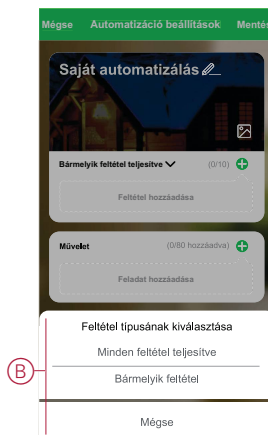 Mégse Automatizáció beállítások Mentés
Saját automatizálás
Bármelyik feltétel teljesítve (0/10)
Feltétel hozzáadása
Művelet (0/80 hozzáadva)
Feladat hozzáadása
Feltétel típusának kiválasztása
Minden feltétel teljesítve
B
Bármelyik feltétel
Mégse